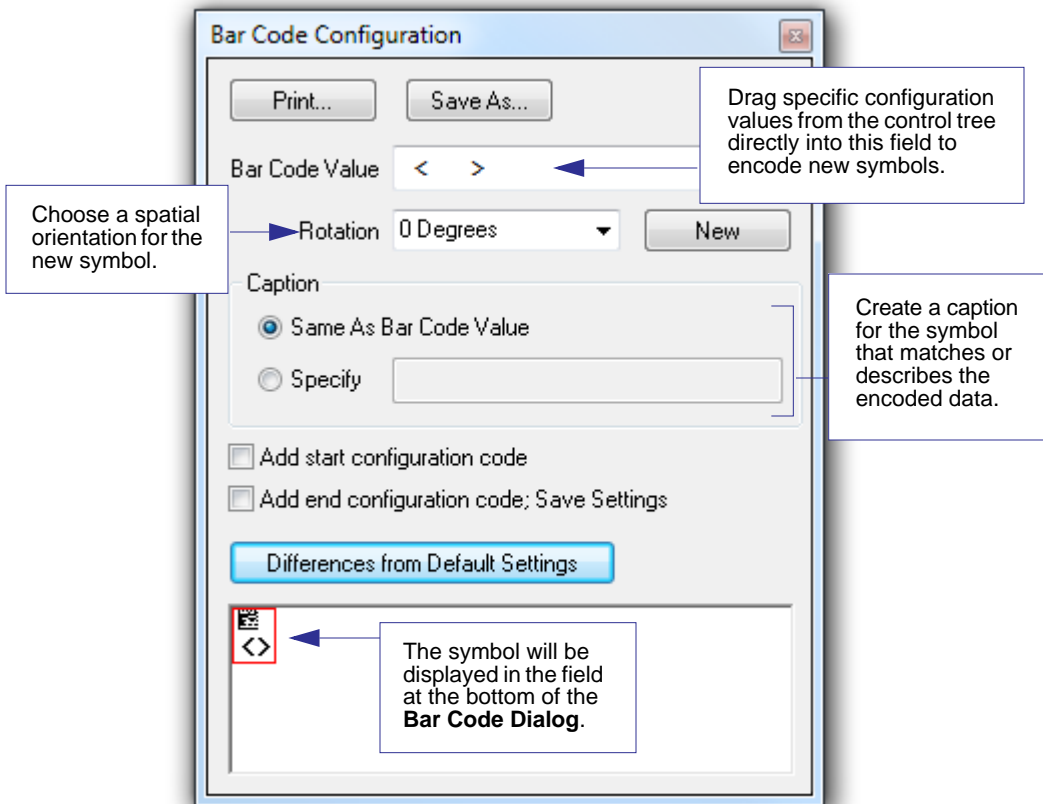 Bar Code Configuration
Print...
Save As...
Drag specific configuration
values from the control tree
directly into this field to
encode new symbols.
Bar Code Value
< >
Choose a spatial
orientation for the
new symbol.
Rotation
0 Degrees
New
Caption
Same As Bar Code Value
Specify
Create a caption
for the symbol
that matches or
describes the
encoded data.
Add start configuration code
Add end configuration code; Save Settings
Differences from Default Settings
<>
The symbol will be
displayed in the field
at the bottom of the
Bar Code Dialog.